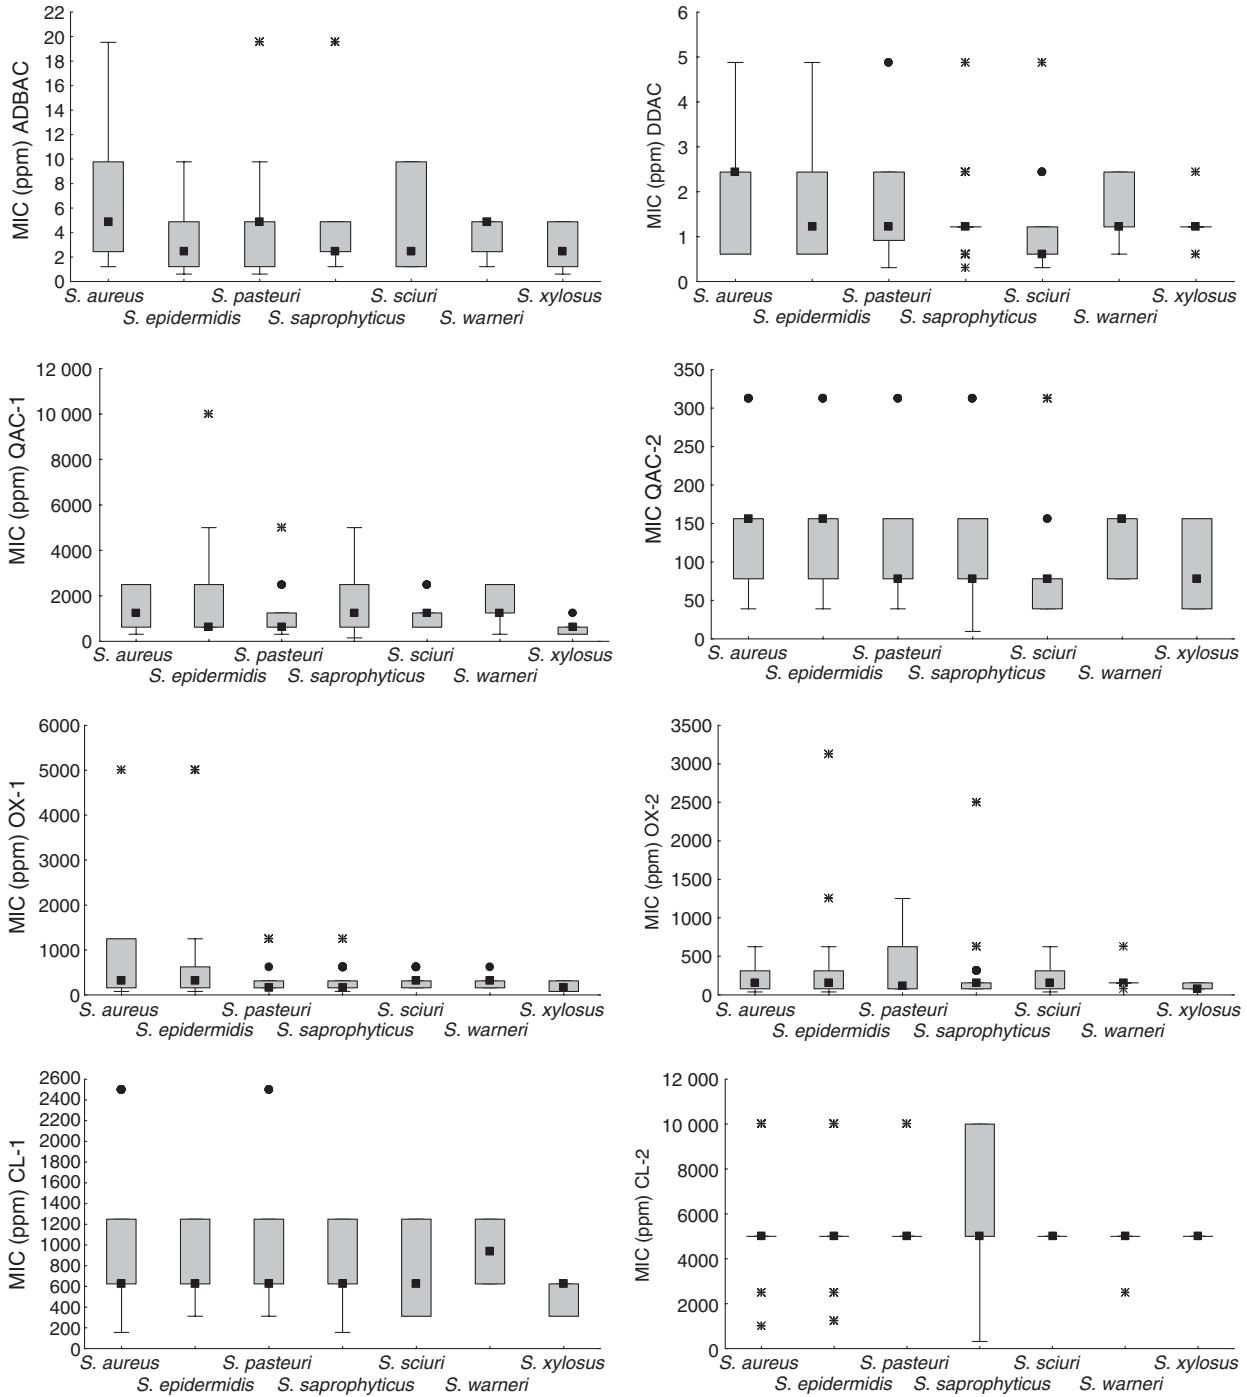 MIC (ppm) ADBAC
22
20
18
16
14
12
10
8
6
4
2
0
S. aureus S. pasteuri S. sciuri S. xylosus
S. epidermidis S. saprophyticus S. warneri
MIC (ppm) DDAC
6
5
4
3
2
1
0
S. aureus S. pasteuri S. sciuri S. xylosus
S. epidermidis S. saprophyticus S. warneri
MIC (ppm) QAC-1
12 000
10 000
8000
6000
4000
2000
0
S. aureus S. pasteuri S. sciuri S. xylosus
S. epidermidis S. saprophyticus S. warneri
MIC QAC-2
350
300
250
200
150
100
50
0
S. aureus S. pasteuri S. sciuri S. xylosus
S. epidermidis S. saprophyticus S. warneri
MIC (ppm) OX-1
6000
5000
4000
3000
2000
1000
0
S. aureus S. pasteuri S. sciuri S. xylosus
S. epidermidis S. saprophyticus S. warneri
MIC (ppm) OX-2
3500
3000
2500
2000
1500
1000
500
0
S. aureus S. pasteuri S. sciuri S. xylosus
S. epidermidis S. saprophyticus S. warneri
MIC (ppm) CL-1
2600
2400
2200
2000
1800
1600
1400
1200
1000
800
600
400
200
0
S. aureus S. pasteuri S. sciuri S. xylosus
S. epidermidis S. saprophyticus S. warneri
MIC (ppm) CL-2
12 000
10 000
8000
6000
4000
2000
0
S. aureus S. pasteuri S. sciuri S. xylosus
S. epidermidis S. saprophyticus S. warneri